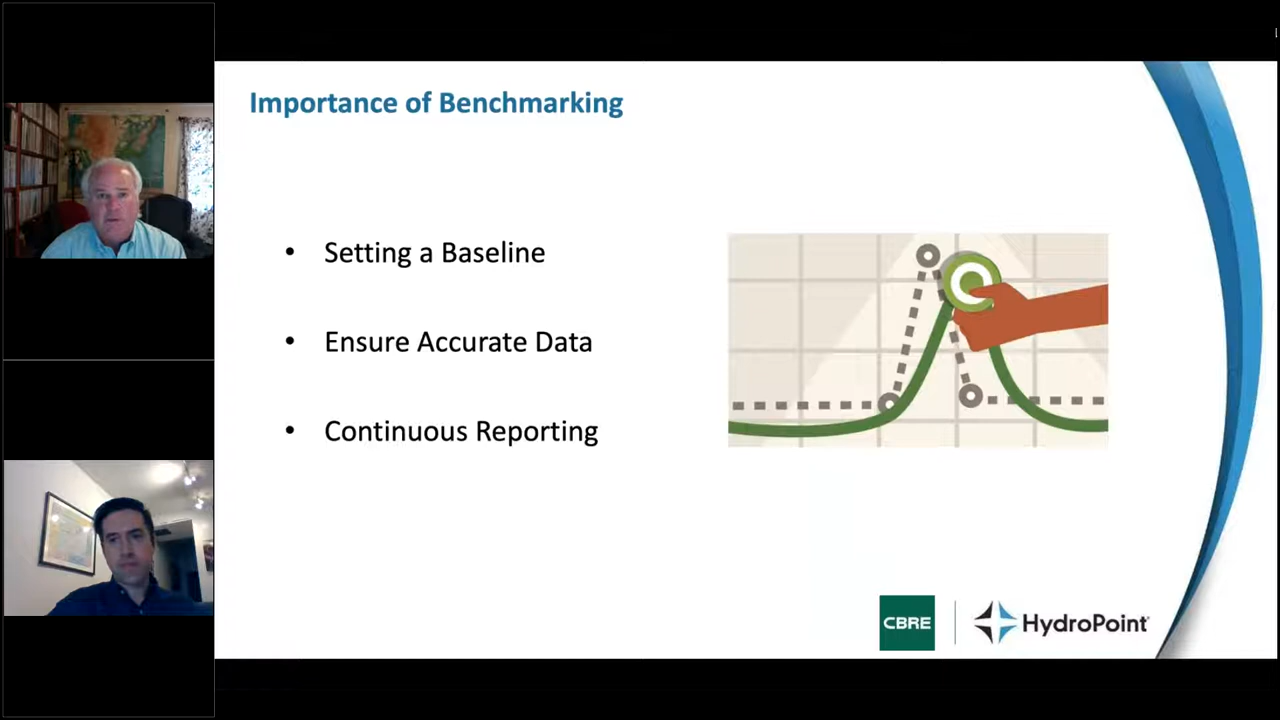 Importance of Benchmarking
• Setting a Baseline
• Ensure Accurate Data
• Continuous Reporting
CBRE
HydroPoint